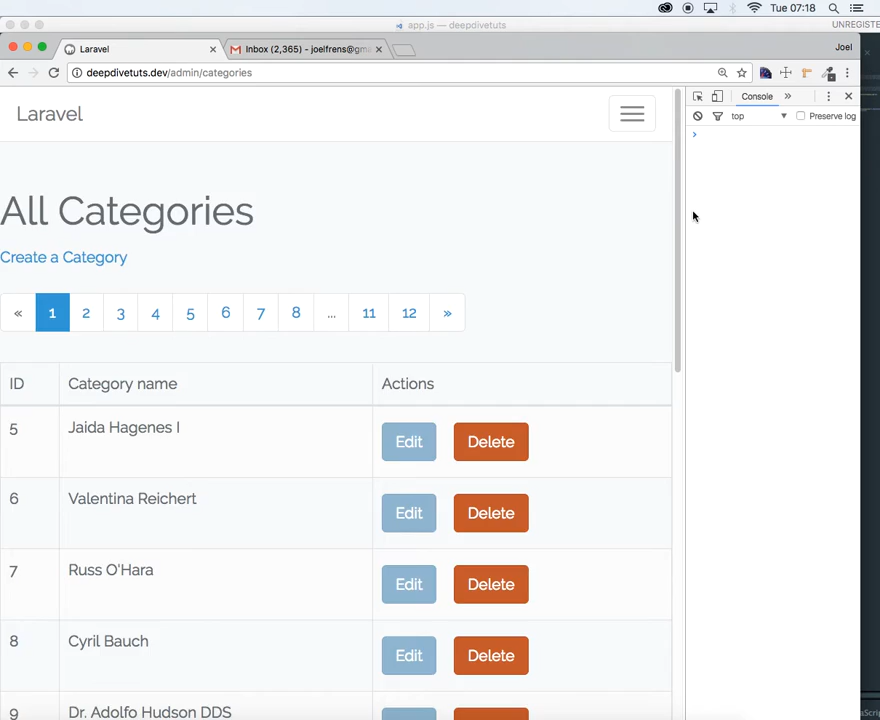 Tue 07:18
app.js — deepdivetuts
UNREGISTE
Laravel
Inbox (2,365) - joelfrens@gma
Joel
deepdivetuts.dev/admin/categories
Laravel
Console
»
top
Preserve log
All Categories
Create a Category
« 1 2 3 4 5 6 7 8 ... 11 12 »
ID Category name Actions
5 Jaida Hagenes I Edit Delete
6 Valentina Reichert Edit Delete
7 Russ O'Hara Edit Delete
8 Cyril Bauch Edit Delete
9 Dr. Adolfo Hudson DDS